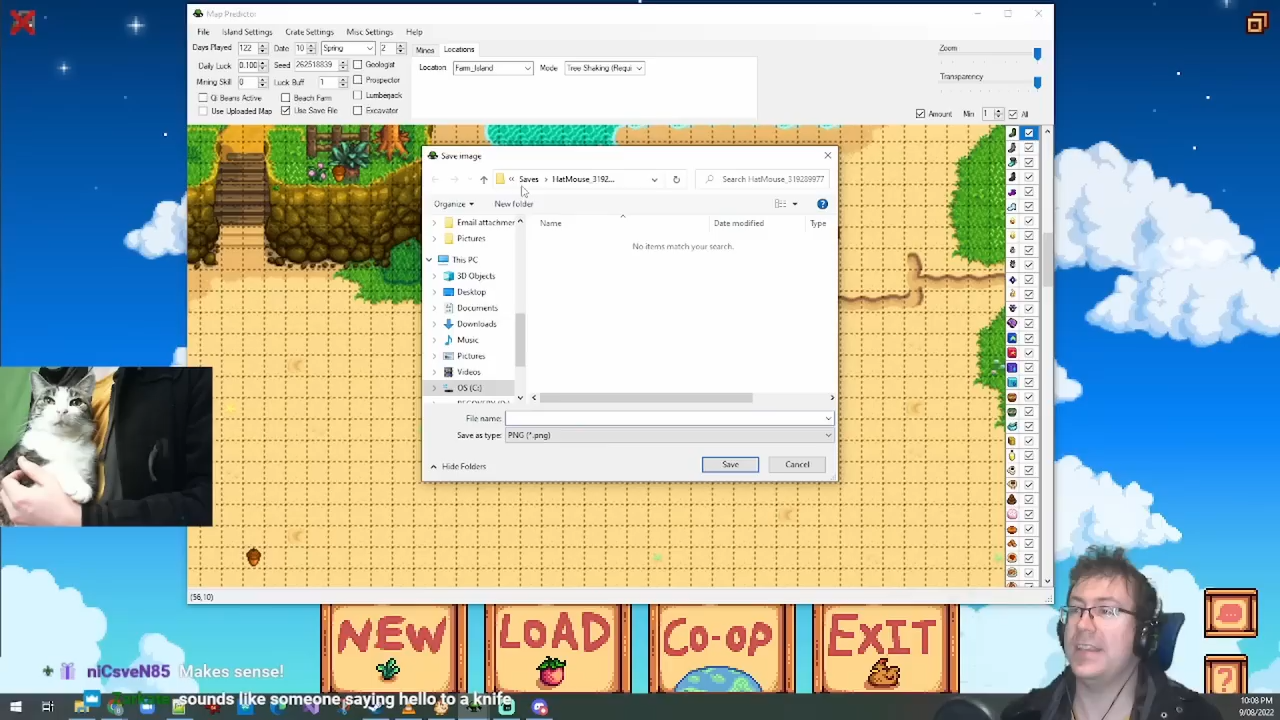 Map Predictor
File Island Settings Crate Settings Misc Settings Help
Days Played 122 Date 10 Spring 2 Mines Locations
Zoom
Daily Luck 0.100 Seed 262518839 Geologist Location Farm_Island Mode Tree Shaking (Requi
Mining Skill 0 Luck Buff 1 Prospector
Transparency
Qi Beans Active Beach Farm Lumberjack
Use Uploaded Map Use Save File Excavator
Amount Min 1 All
Save image
« Saves › HatMouse_3192... Search HatMouse_319289977
Organize New folder
Email attachmer Name Date modified Type
Pictures
No items match your search.
This PC
3D Objects
Desktop
Documents
Downloads
Music
Pictures
Videos
OS (C:)
File name:
Save as type: PNG (*.png)
Hide Folders Save Cancel
(56,10)
NEW LOAD Co-op EXIT
niCsveN85 Makes sense!
sounds like someone saying hello to a knife
?
10:08 PM
9/08/2022